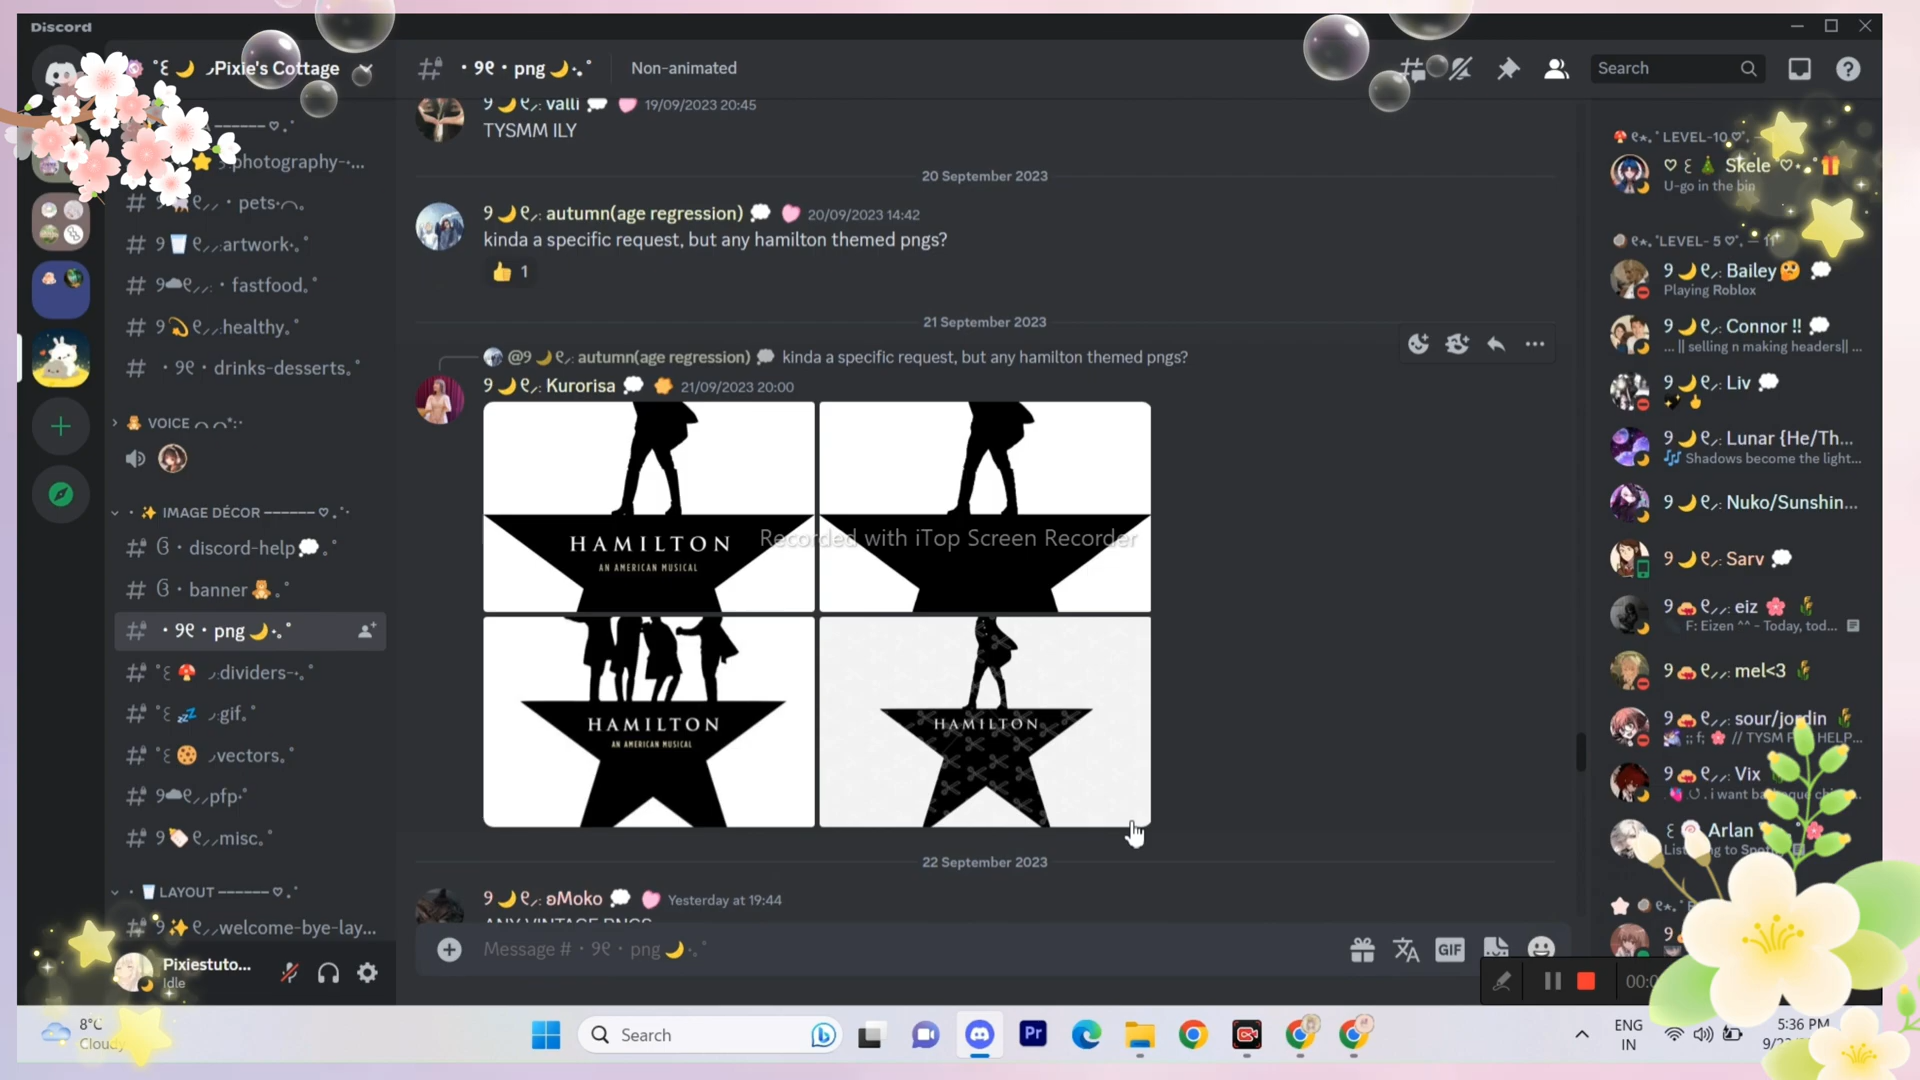 Discord
Pixie's Cottage
photography-...
pets
artwork
fastfood
healthy
drinks-desserts
VOICE
IMAGE DÉCOR
discord-help
banner
png
dividers
gif
vectors
pfp
misc
LAYOUT
welcome-bye-lay...
Pixiestuto...
Idle
png
Non-animated
Search
valli 19/09/2023 20:45
TYSMM ILY
20 September 2023
autumn(age regression) 20/09/2023 14:42
kinda a specific request, but any hamilton themed pngs?
1
21 September 2023
@ autumn(age regression) kinda a specific request, but any hamilton themed pngs?
Kurorisa 21/09/2023 20:00
HAMILTON
AN AMERICAN MUSICAL
Recorded with iTop Screen Recorder
HAMILTON
AN AMERICAN MUSICAL
HAMILTON
22 September 2023
Moko Yesterday at 19:44
ANY VINTAGE PNGS
Message # png
GIF
LEVEL-10
Skele
U-go in the bin
LEVEL- 5
Bailey
Playing Roblox
Connor !!
... || selling n making headers|| ...
Liv
Lunar {He/Th...
Shadows become the light...
Nuko/Sunshin...
Sarv
eiz
F: Eizen ^^ - Today, tod...
mel<3
sour/jordin
Vix
Arlan
8°C
Cloudy
Search
Pr
ENG
IN
5:36 PM